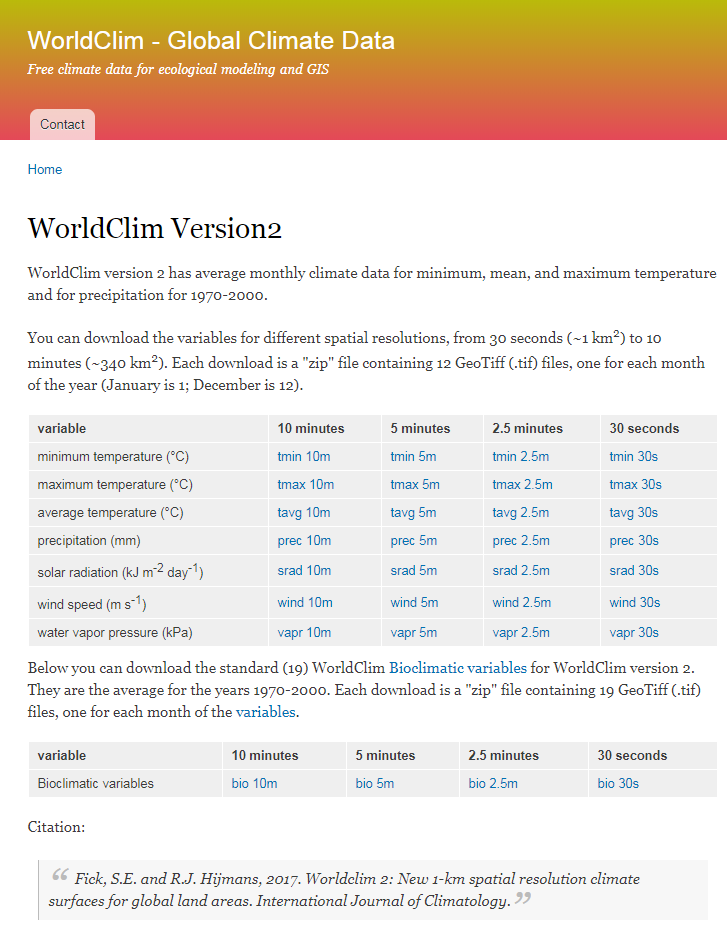 WorldClim - Global Climate Data
Free climate data for ecological modeling and GIS
Contact
Home
WorldClim Version2
WorldClim version 2 has average monthly climate data for minimum, mean, and maximum temperature
and for precipitation for 1970-2000.
You can download the variables for different spatial resolutions, from 30 seconds (~1 km²) to 10
minutes (~340 km²). Each download is a "zip" file containing 12 GeoTiff (.tif) files, one for each month
of the year (January is 1; December is 12).
variable 10 minutes 5 minutes 2.5 minutes 30 seconds
minimum temperature (°C) tmin 10m tmin 5m tmin 2.5m tmin 30s
maximum temperature (°C) tmax 10m tmax 5m tmax 2.5m tmax 30s
average temperature (°C) tavg 10m tavg 5m tavg 2.5m tavg 30s
precipitation (mm) prec 10m prec 5m prec 2.5m prec 30s
solar radiation (kJ m⁻² day⁻¹) srad 10m srad 5m srad 2.5m srad 30s
wind speed (m s⁻¹) wind 10m wind 5m wind 2.5m wind 30s
water vapor pressure (kPa) vapr 10m vapr 5m vapr 2.5m vapr 30s
Below you can download the standard (19) WorldClim Bioclimatic variables for WorldClim version 2.
They are the average for the years 1970-2000. Each download is a "zip" file containing 19 GeoTiff (.tif)
files, one for each month of the variables.
variable 10 minutes 5 minutes 2.5 minutes 30 seconds
Bioclimatic variables bio 10m bio 5m bio 2.5m bio 30s
Citation:
“ Fick, S.E. and R.J. Hijmans, 2017. Worldclim 2: New 1-km spatial resolution climate
surfaces for global land areas. International Journal of Climatology. ”